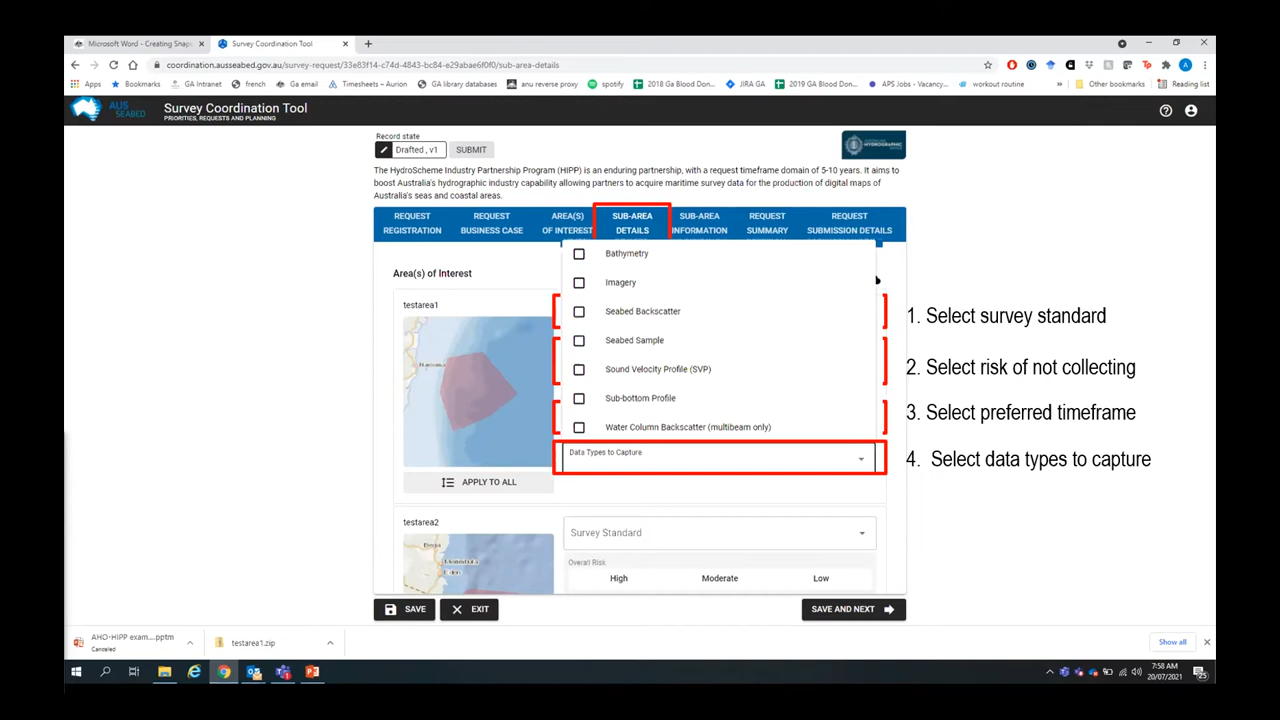 Microsoft Word - Creating Snaps
Survey Coordination Tool
coordination.ausseabed.gov.au/survey-request/33e83f14-c74d-4843-bc84-e29abae6f0f0/sub-area-details
Apps Bookmarks GA Intranet french Ga email Timesheets – Aurion GA library databases anu reverse proxy spotify 2018 Ga Blood Don... JIRA GA 2019 GA Blood Don... APS Jobs - Vacancy... workout routine » Other bookmarks Reading list
AUS SEABED
Survey Coordination Tool
PRIORITIES, REQUESTS AND PLANNING
Record state
Drafted , v1 SUBMIT
HYDROGRAPHIC
The HydroScheme Industry Partnership Program (HIPP) is an enduring partnership, with a request timeframe domain of 5-10 years. It aims to
boost Australia's hydrographic industry capability allowing partners to acquire maritime survey data for the production of digital maps of
Australia's seas and coastal areas.
REQUEST REGISTRATION
REQUEST BUSINESS CASE
AREA(S) OF INTEREST
SUB-AREA DETAILS
SUB-AREA INFORMATION
REQUEST SUMMARY
REQUEST SUBMISSION DETAILS
Area(s) of Interest
testarea1
Narooma
Bathymetry
Imagery
Seabed Backscatter
Seabed Sample
Sound Velocity Profile (SVP)
Sub-bottom Profile
Water Column Backscatter (multibeam only)
Data Types to Capture
1. Select survey standard
2. Select risk of not collecting
3. Select preferred timeframe
4. Select data types to capture
APPLY TO ALL
testarea2
Survey Standard
Overall Risk
High Moderate Low
SAVE EXIT SAVE AND NEXT
AHO-HIPP exam....pptm
Canceled
testarea1.zip
Show all
7:58 AM
20/07/2021
25